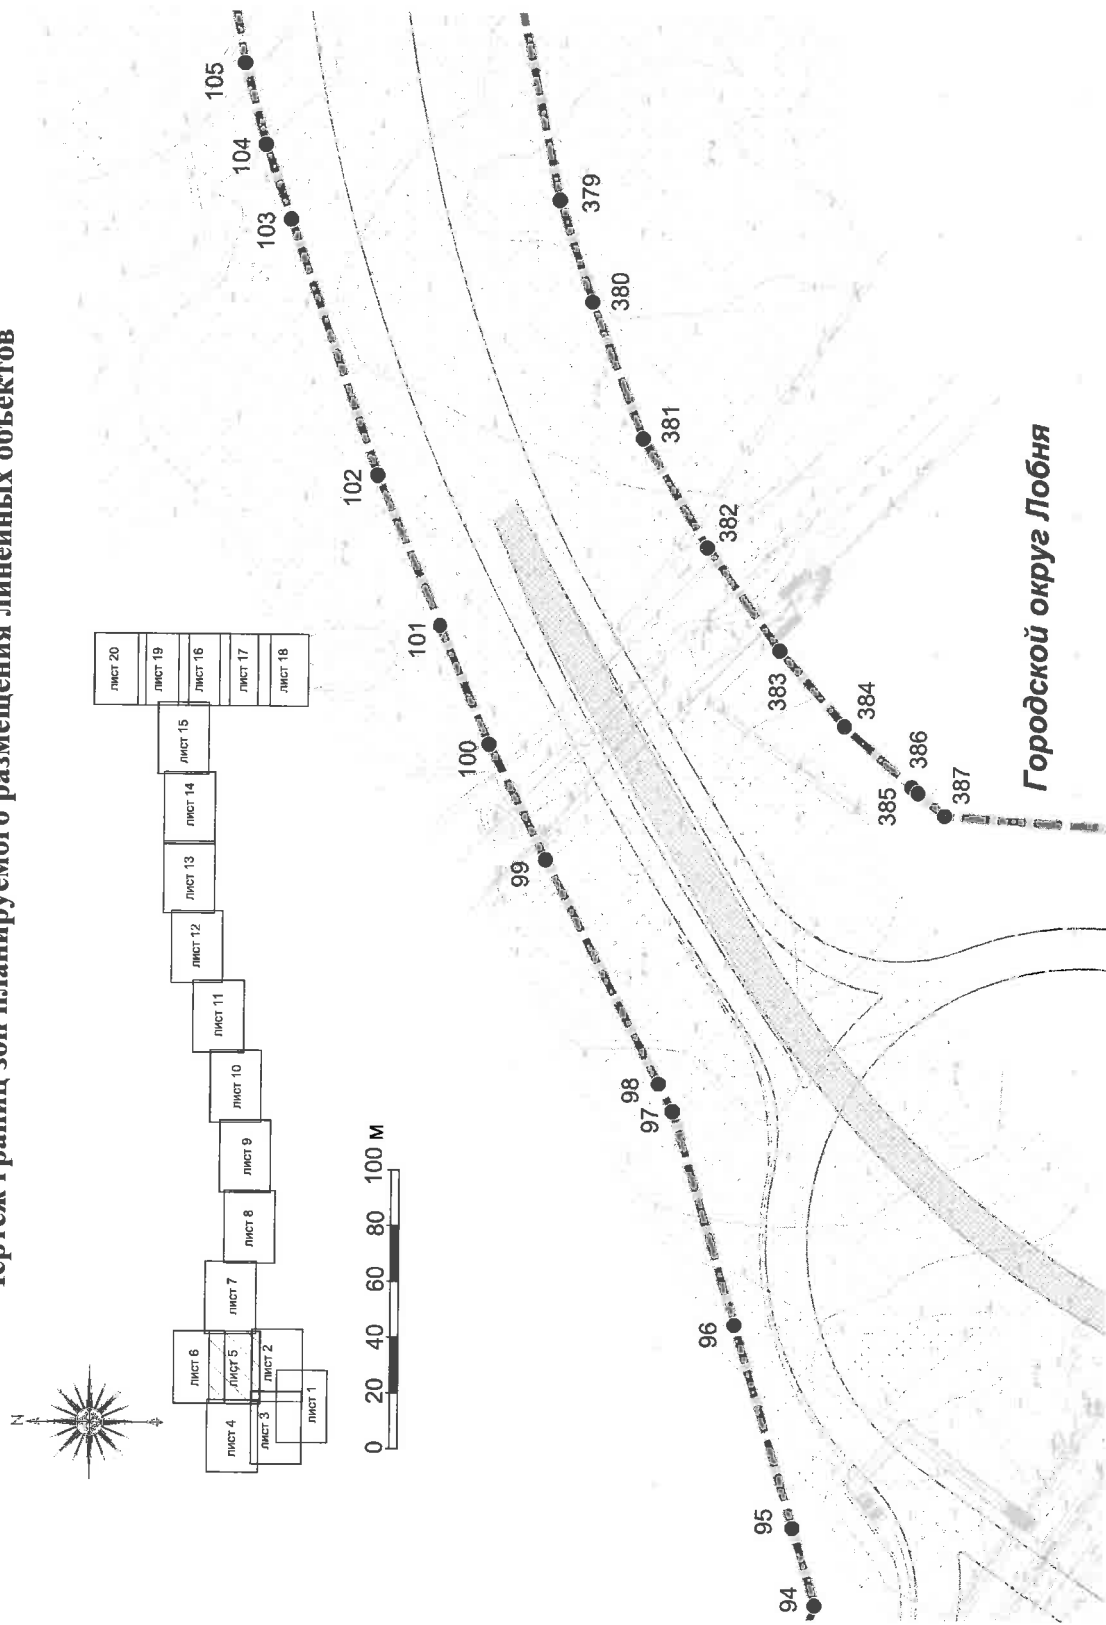 Чертеж границ зон планируемого размещения линейных объектов
N
лист 6
лист 5
лист 2
лист 4
лист 3
лист 1
лист 7
лист 8
лист 9
лист 10
лист 11
лист 12
лист 13
лист 14
лист 15
лист 20
лист 19
лист 16
лист 17
лист 18
0 20 40 60 80 100 м
94
95
96
97
98
99
100
101
102
103
104
105
379
380
381
382
383
384
385
386
387
Городской округ Лобня